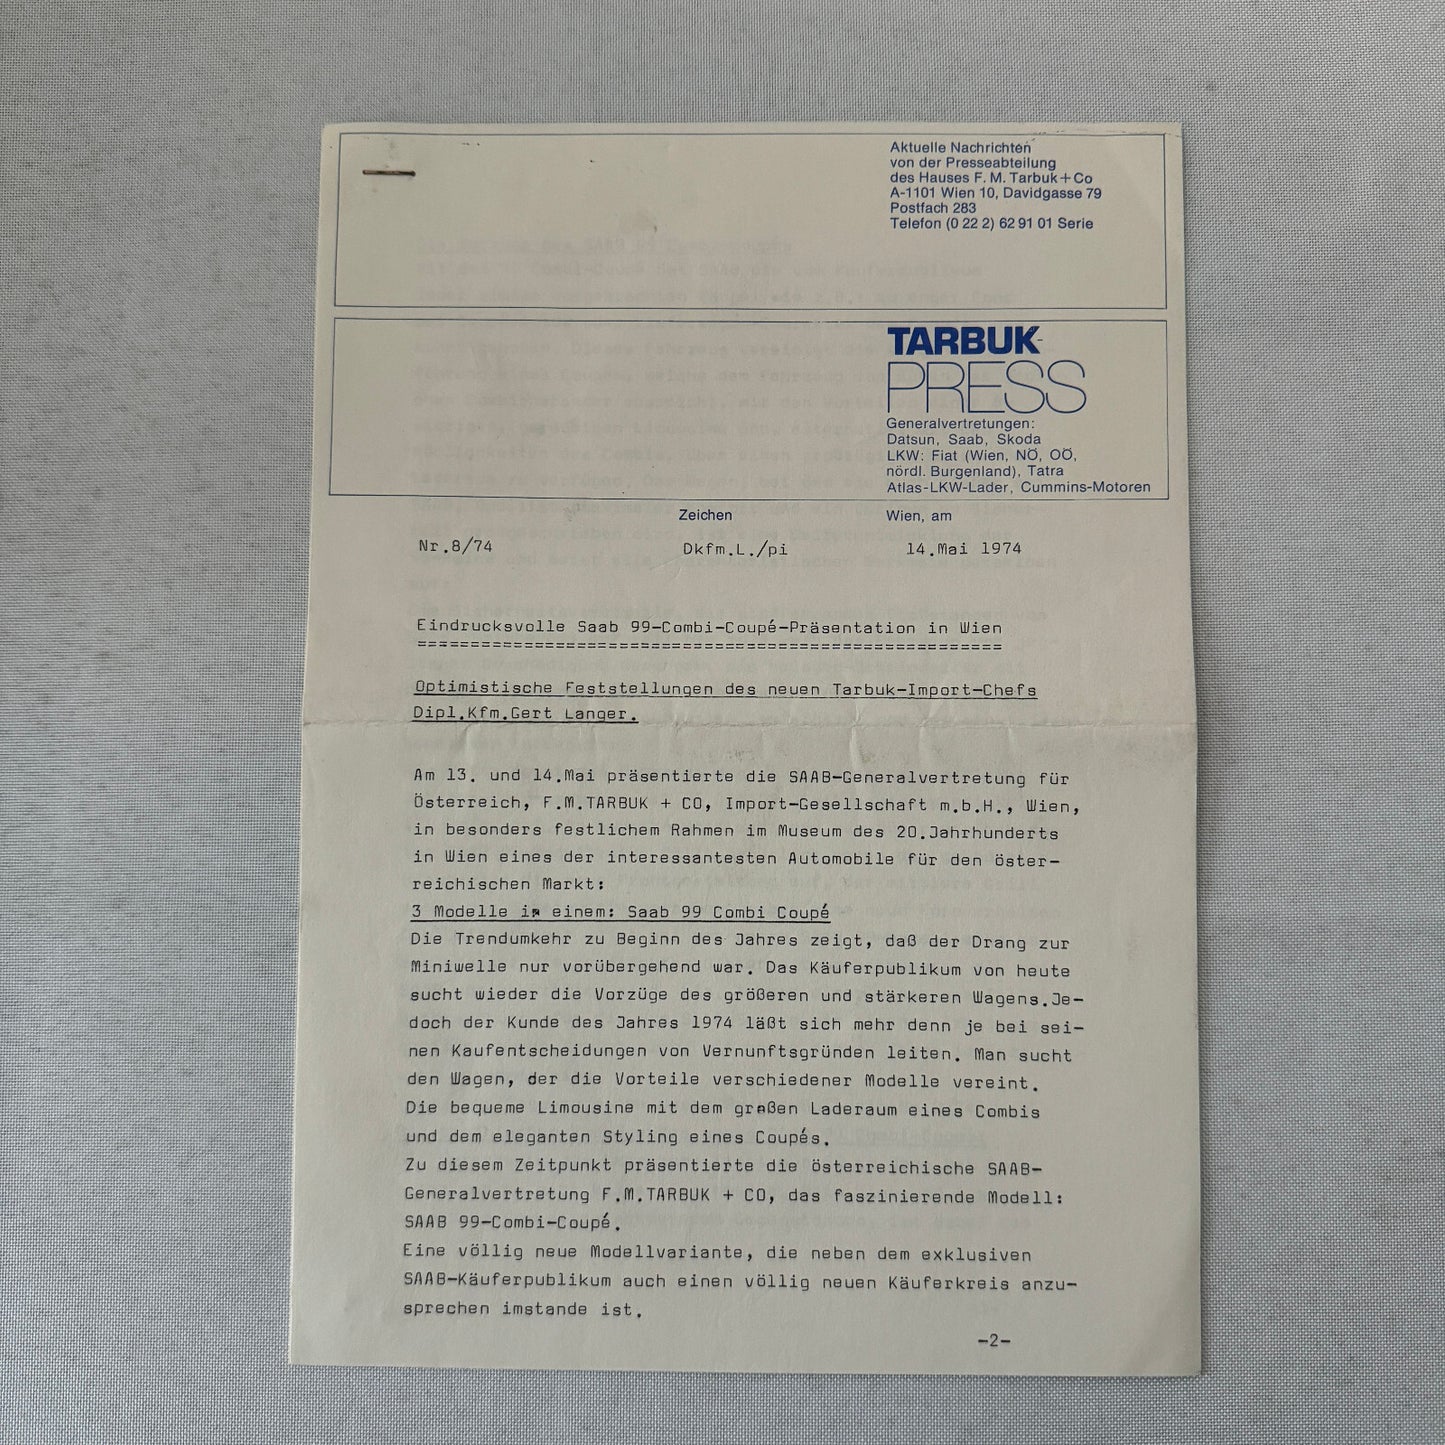 Aktuelle Nachrichten
von der Presseabteilung
des Hauses F. M. Tarbuk+Co
A-1101 Wien 10, Davidgasse 79
Postfach 283
Telefon (0 22 2) 62 91 01 Serie
TARBUK-
PRESS
Generalvertretungen:
Datsun, Saab, Skoda
LKW: Fiat (Wien, NÖ, OÖ,
nördl. Burgenland), Tatra
Atlas-LKW-Lader, Cummins-Motoren
Zeichen Wien, am
Nr.8/74 Dkfm.L./pi 14.Mai 1974
Eindrucksvolle Saab 99-Combi-Coupé-Präsentation in Wien
======================================================
Optimistische Feststellungen des neuen Tarbuk-Import-Chefs
Dipl.Kfm.Gert Langer.
Am 13. und 14.Mai präsentierte die SAAB-Generalvertretung für
Österreich, F.M.TARBUK + CO, Import-Gesellschaft m.b.H., Wien,
in besonders festlichem Rahmen im Museum des 20.Jahrhunderts
in Wien eines der interessantesten Automobile für den öster-
reichischen Markt:
3 Modelle in einem: Saab 99 Combi Coupé
Die Trendumkehr zu Beginn des Jahres zeigt, daß der Drang zur
Miniwelle nur vorübergehend war. Das Käuferpublikum von heute
sucht wieder die Vorzüge des größeren und stärkeren Wagens.Je-
doch der Kunde des Jahres 1974 läßt sich mehr denn je bei sei-
nen Kaufentscheidungen von Vernunftsgründen leiten. Man sucht
den Wagen, der die Vorteile verschiedener Modelle vereint.
Die bequeme Limousine mit dem großen Laderaum eines Combis
und dem eleganten Styling eines Coupés.
Zu diesem Zeitpunkt präsentierte die österreichische SAAB-
Generalvertretung F.M.TARBUK + CO, das faszinierende Modell:
SAAB 99-Combi-Coupé.
Eine völlig neue Modellvariante, die neben dem exklusiven
SAAB-Käuferpublikum auch einen völlig neuen Käuferkreis anzu-
sprechen imstande ist.
-2-